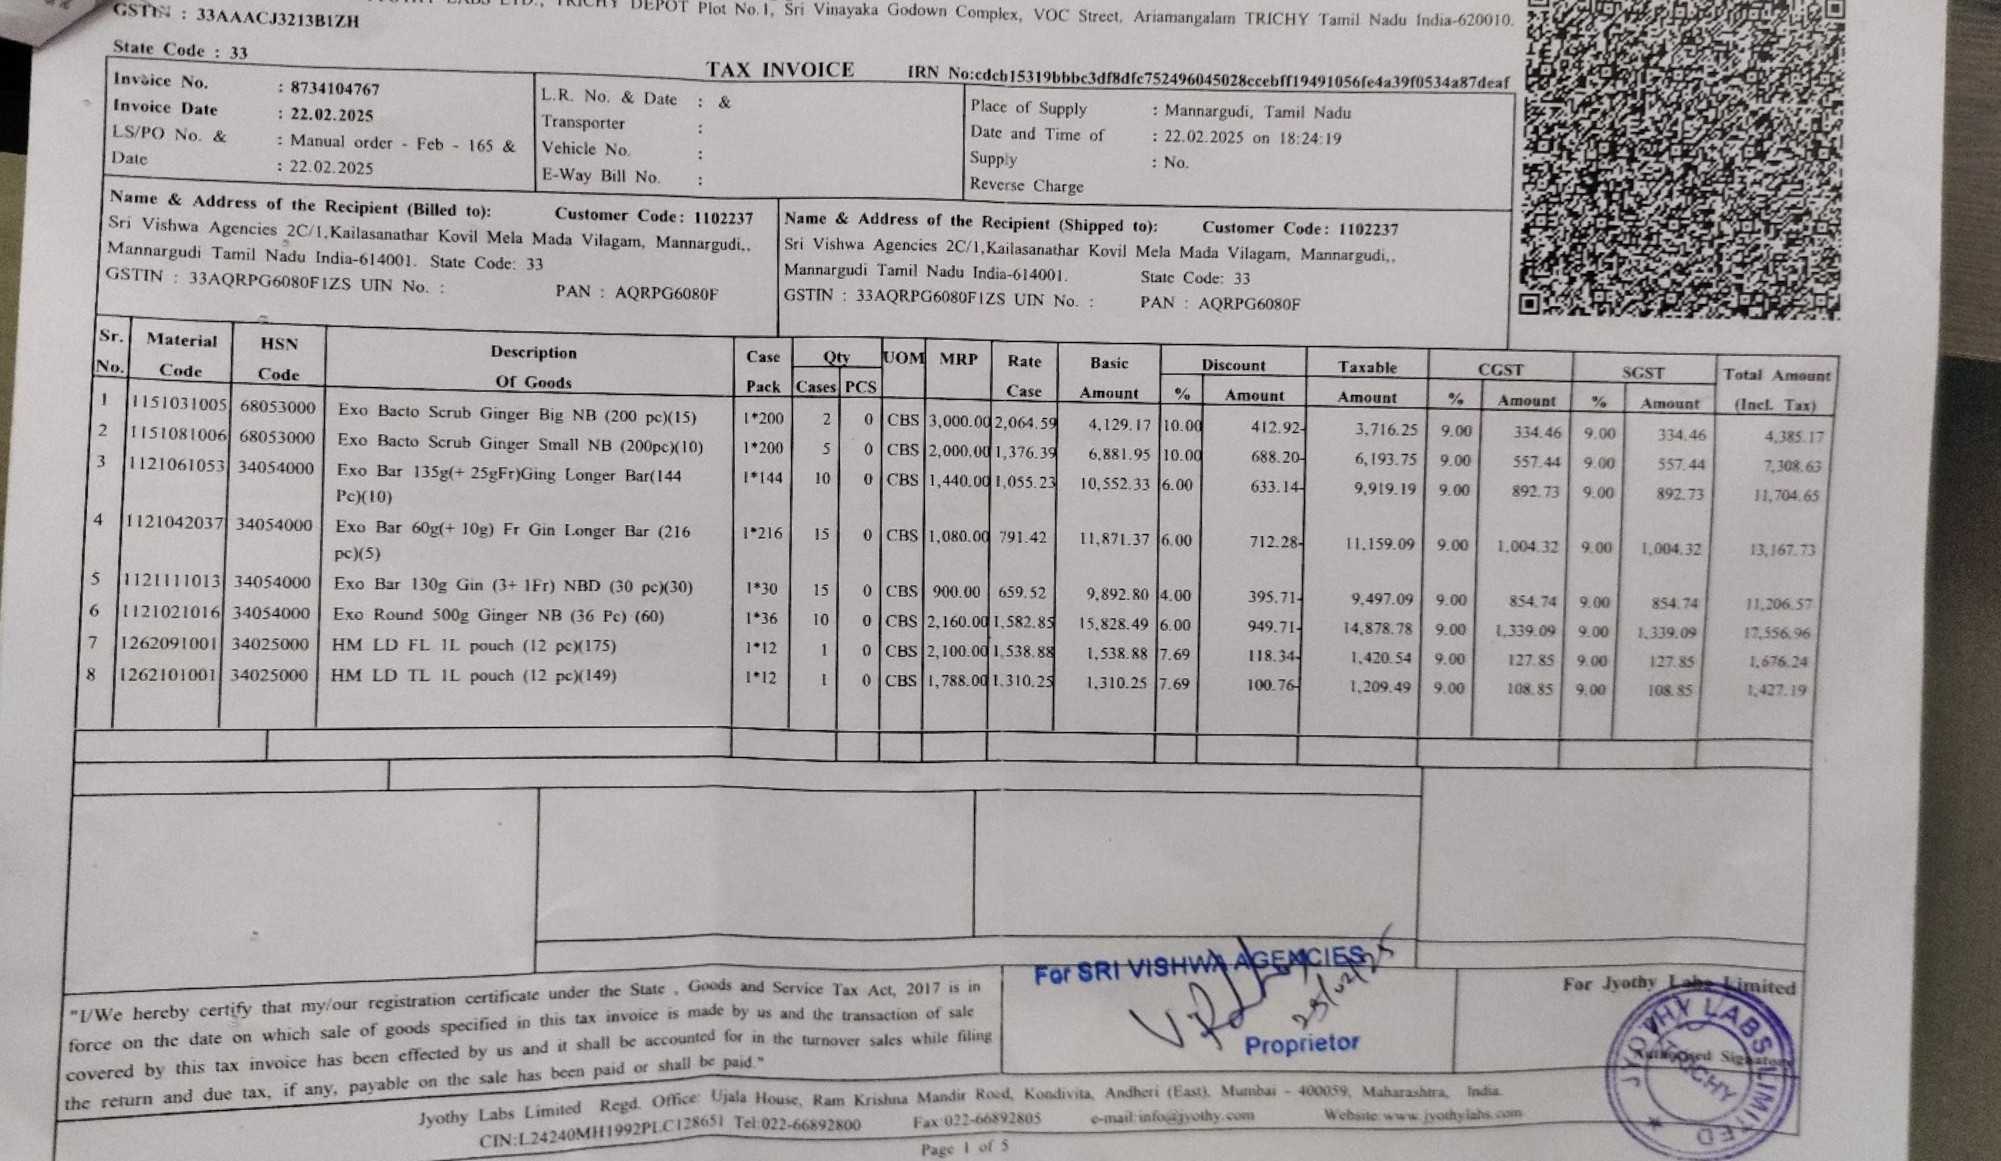 LABS LTD., TRICHY DEPOT Plot No.1, Sri Vinayaka Godown Complex, VOC Street, Ariamangalam TRICHY Tamil Nadu India-620010.
GSTIN : 33AAACJ3213B1ZH
State Code : 33
TAX INVOICE IRN No:cdcb15319bbbc3df8dfc752496045028ccebff19491056fe4a39f0534a87deaf
Invoice No. : 8734104767
Invoice Date : 22.02.2025
LS/PO No. & : Manual order - Feb - 165 &
Date : 22.02.2025
L.R. No. & Date : &
Transporter :
Vehicle No. :
E-Way Bill No. :
Place of Supply : Mannargudi, Tamil Nadu
Date and Time of : 22.02.2025 on 18:24:19
Supply : No.
Reverse Charge
Name & Address of the Recipient (Billed to): Customer Code: 1102237
Sri Vishwa Agencies 2C/1,Kailasanathar Kovil Mela Mada Vilagam, Mannargudi,,
Mannargudi Tamil Nadu India-614001. State Code: 33
GSTIN : 33AQRPG6080F1ZS UIN No. : PAN : AQRPG6080F
Name & Address of the Recipient (Shipped to): Customer Code: 1102237
Sri Vishwa Agencies 2C/1,Kailasanathar Kovil Mela Mada Vilagam, Mannargudi,,
Mannargudi Tamil Nadu India-614001. State Code: 33
GSTIN : 33AQRPG6080F1ZS UIN No. : PAN : AQRPG6080F
Sr. Material HSN Description Case Qty UOM MRP Rate Basic Discount Taxable CGST SGST Total Amount
No. Code Code Of Goods Pack Cases PCS Case Amount % Amount Amount % Amount % Amount (Incl. Tax)
1 1151031005 68053000 Exo Bacto Scrub Ginger Big NB (200 pc)(15) 1*200 2 0 CBS 3,000.00 2,064.59 4,129.17 10.00 412.92- 3,716.25 9.00 334.46 9.00 334.46 4,385.17
2 1151081006 68053000 Exo Bacto Scrub Ginger Small NB (200pc)(10) 1*200 5 0 CBS 2,000.00 1,376.39 6,881.95 10.00 688.20- 6,193.75 9.00 557.44 9.00 557.44 7,308.63
3 1121061053 34054000 Exo Bar 135g(+ 25gFr)Ging Longer Bar(144 1*144 10 0 CBS 1,440.00 1,055.23 10,552.33 6.00 633.14- 9,919.19 9.00 892.73 9.00 892.73 11,704.65
Pc)(10)
4 1121042037 34054000 Exo Bar 60g(+ 10g) Fr Gin Longer Bar (216 1*216 15 0 CBS 1,080.00 791.42 11,871.37 6.00 712.28- 11,159.09 9.00 1,004.32 9.00 1,004.32 13,167.73
pc)(5)
5 1121111013 34054000 Exo Bar 130g Gin (3+ 1Fr) NBD (30 pc)(30) 1*30 15 0 CBS 900.00 659.52 9,892.80 4.00 395.71- 9,497.09 9.00 854.74 9.00 854.74 11,206.57
6 1121021016 34054000 Exo Round 500g Ginger NB (36 Pc) (60) 1*36 10 0 CBS 2,160.00 1,582.85 15,828.49 6.00 949.71- 14,878.78 9.00 1,339.09 9.00 1,339.09 17,556.96
7 1262091001 34025000 HM LD FL 1L pouch (12 pc)(175) 1*12 1 0 CBS 2,100.00 1,538.88 1,538.88 7.69 118.34- 1,420.54 9.00 127.85 9.00 127.85 1,676.24
8 1262101001 34025000 HM LD TL 1L pouch (12 pc)(149) 1*12 1 0 CBS 1,788.00 1,310.25 1,310.25 7.69 100.76- 1,209.49 9.00 108.85 9.00 108.85 1,427.19
"I/We hereby certify that my/our registration certificate under the State , Goods and Service Tax Act, 2017 is in
force on the date on which sale of goods specified in this tax invoice is made by us and the transaction of sale
covered by this tax invoice has been effected by us and it shall be accounted for in the turnover sales while filing
the return and due tax, if any, payable on the sale has been paid or shall be paid."
For SRI VISHWA AGENCIES
25/02/25
Proprietor
For Jyothy Labs Limited
Authorised Signatory
JYOTHY LABS LIMITED
TRICHY
Jyothy Labs Limited Regd. Office: Ujala House, Ram Krishna Mandir Road, Kondivita, Andheri (East), Mumbai - 400059, Maharashtra, India.
CIN:L24240MH1992PLC128651 Tel:022-66892800 Fax:022-66892805 e-mail:info@jyothy.com Website:www.jyothylabs.com
Page 1 of 5